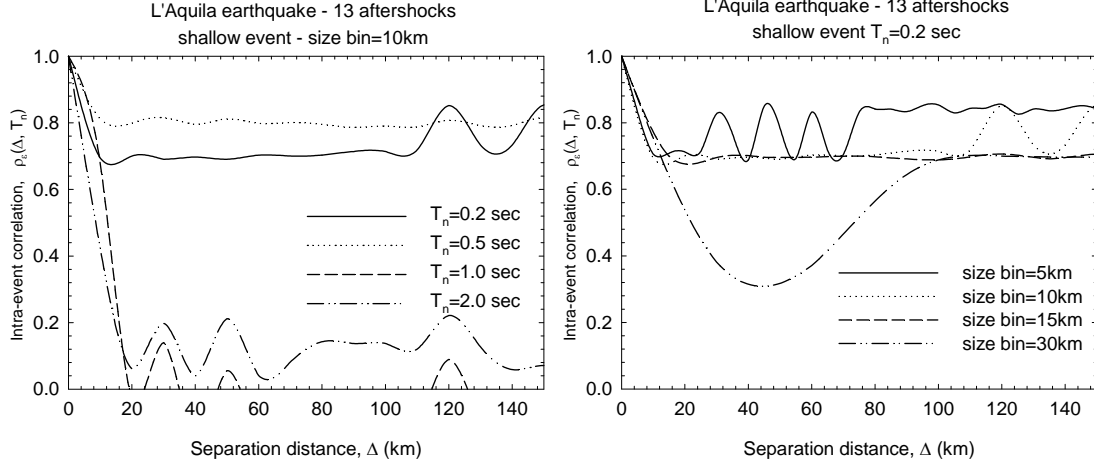 L'Aquila earthquake - 13 aftershocks
shallow event - size bin=10km
Intra-event correlation, ρε(Δ, Tn)
1.0
0.8
0.6
0.4
0.2
0.0
Tn=0.2 sec
Tn=0.5 sec
Tn=1.0 sec
Tn=2.0 sec
0 20 40 60 80 100 120 140
Separation distance, Δ (km)
L'Aquila earthquake - 13 aftershocks
shallow event Tn=0.2 sec
Intra-event correlation, ρε(Δ, Tn)
1.0
0.8
0.6
0.4
0.2
0.0
size bin=5km
size bin=10km
size bin=15km
size bin=30km
0 20 40 60 80 100 120 140
Separation distance, Δ (km)